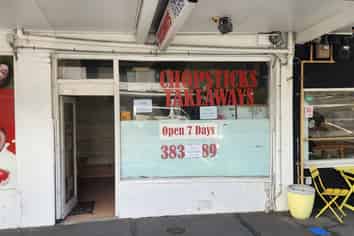 CHOPSTICKS
TAKEAWAYS
Open 7 Days
383 89